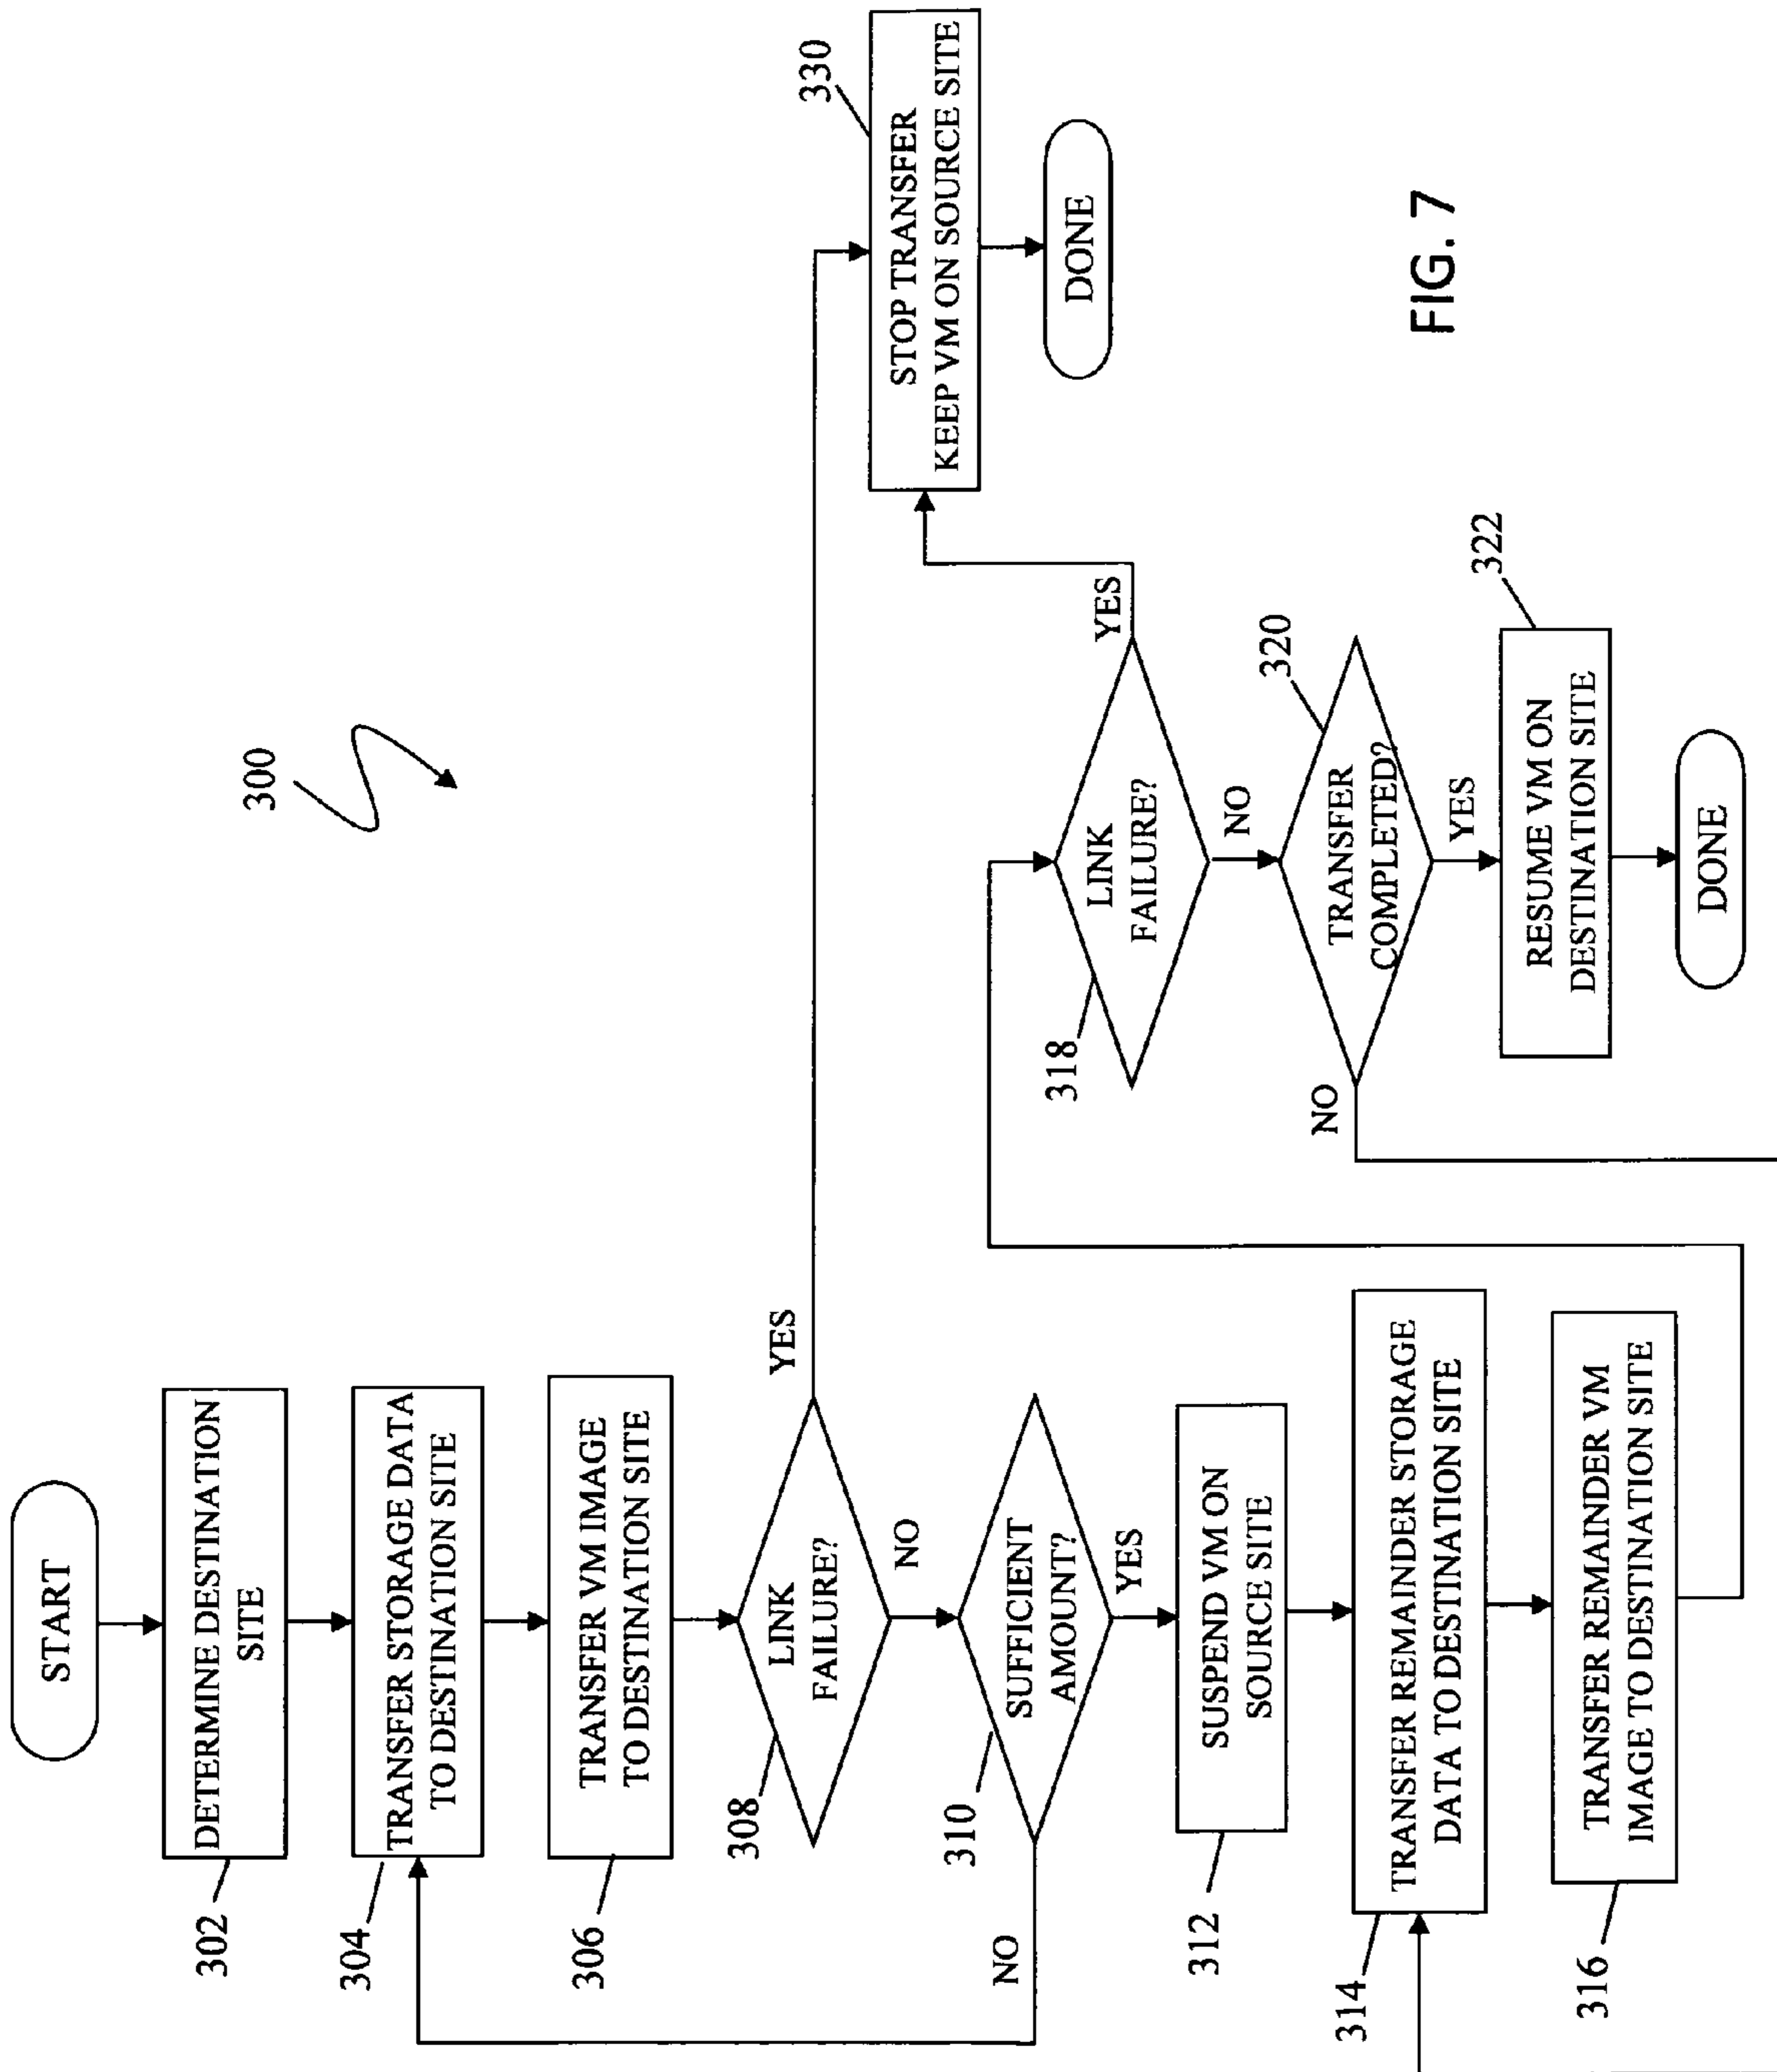 300
START
302
DETERMINE DESTINATION
SITE
304
TRANSFER STORAGE DATA
TO DESTINATION SITE
306
TRANSFER VM IMAGE
TO DESTINATION SITE
308
LINK
FAILURE?
YES
NO
310
SUFFICIENT
AMOUNT?
NO
YES
312
SUSPEND VM ON
SOURCE SITE
314
TRANSFER REMAINDER STORAGE
DATA TO DESTINATION SITE
316
TRANSFER REMAINDER VM
IMAGE TO DESTINATION SITE
318
LINK
FAILURE?
YES
NO
320
TRANSFER
COMPLETED?
NO
YES
322
RESUME VM ON
DESTINATION SITE
DONE
330
STOP TRANSFER
KEEP VM ON SOURCE SITE
DONE
FIG. 7